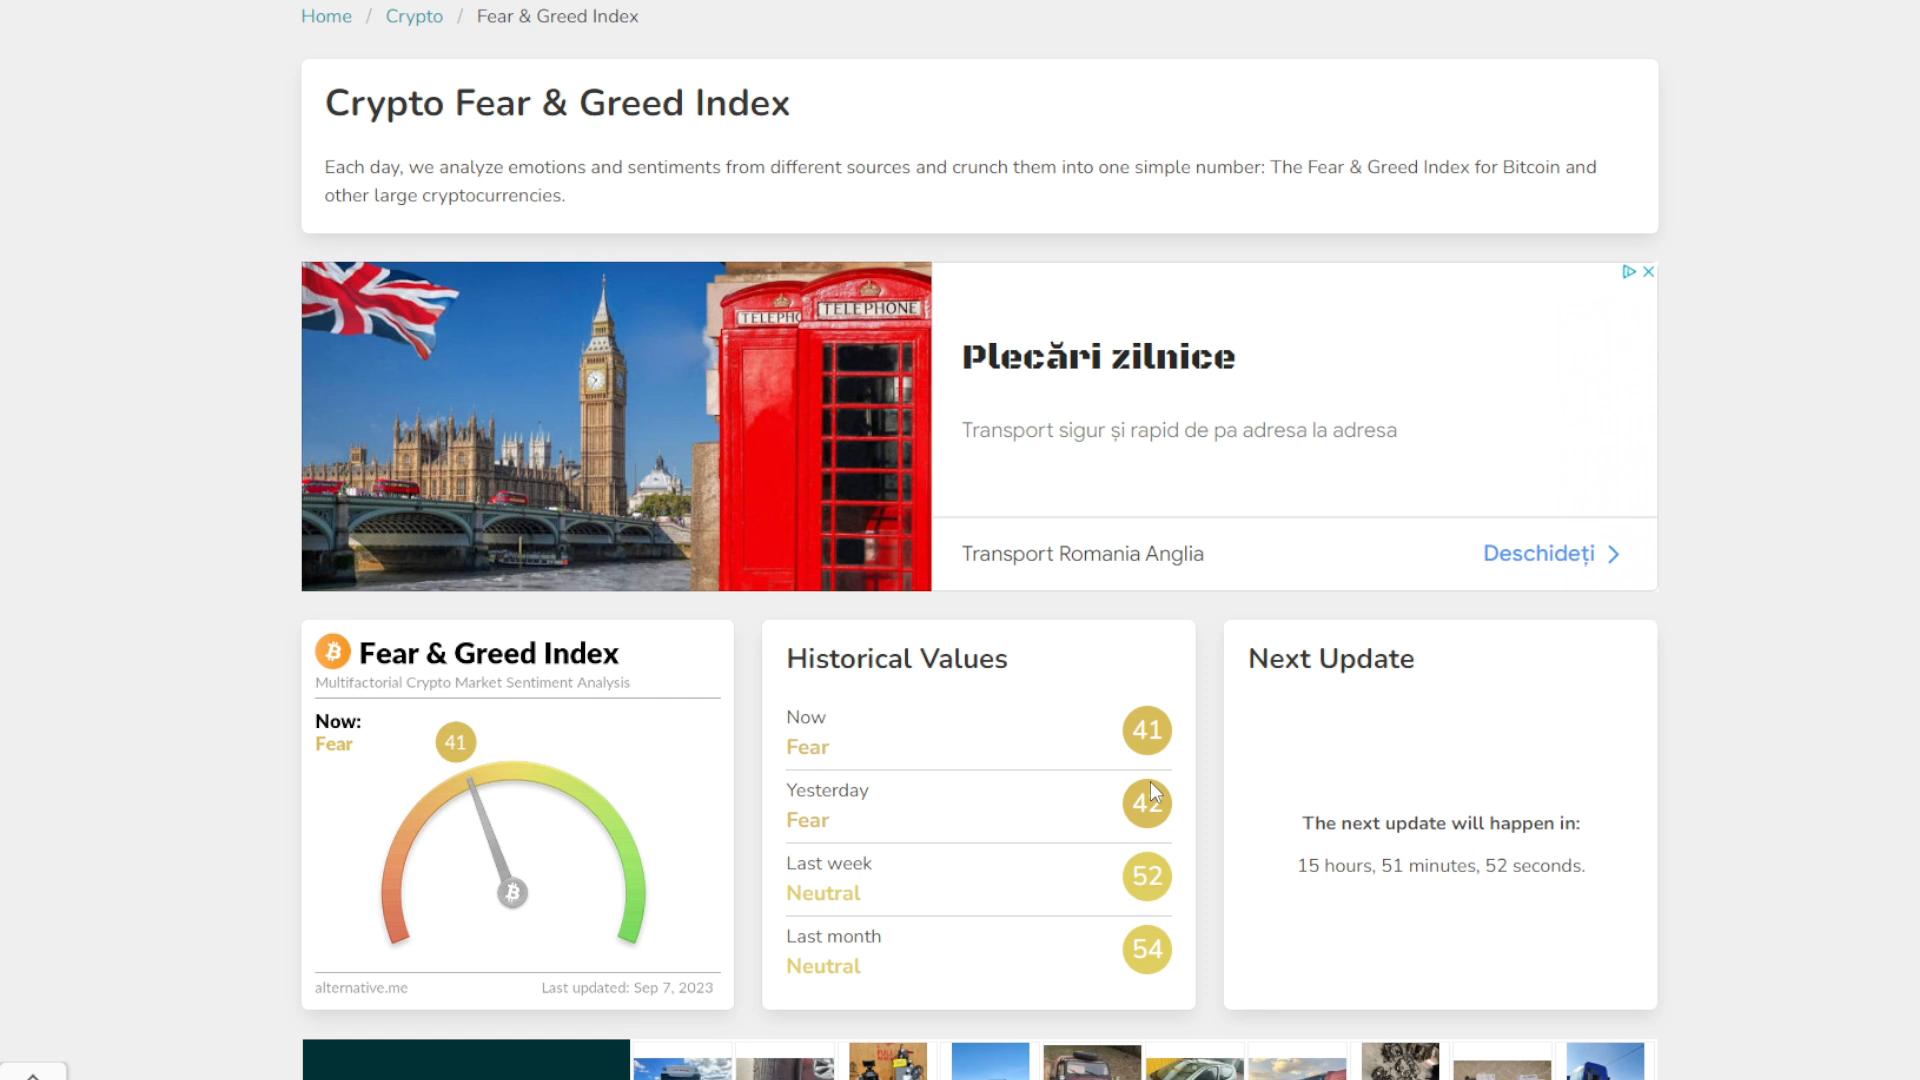 Home / Crypto / Fear & Greed Index
Crypto Fear & Greed Index
Each day, we analyze emotions and sentiments from different sources and crunch them into one simple number: The Fear & Greed Index for Bitcoin and
other large cryptocurrencies.
TELEPHO
TELEPHONE
Plecări zilnice
Transport sigur și rapid de pa adresa la adresa
Transport Romania Anglia
Deschideți
Fear & Greed Index
Multifactorial Crypto Market Sentiment Analysis
Now:
Fear
41
alternative.me
Last updated: Sep 7, 2023
Historical Values
Now
Fear
41
Yesterday
Fear
42
Last week
Neutral
52
Last month
Neutral
54
Next Update
The next update will happen in:
15 hours, 51 minutes, 52 seconds.